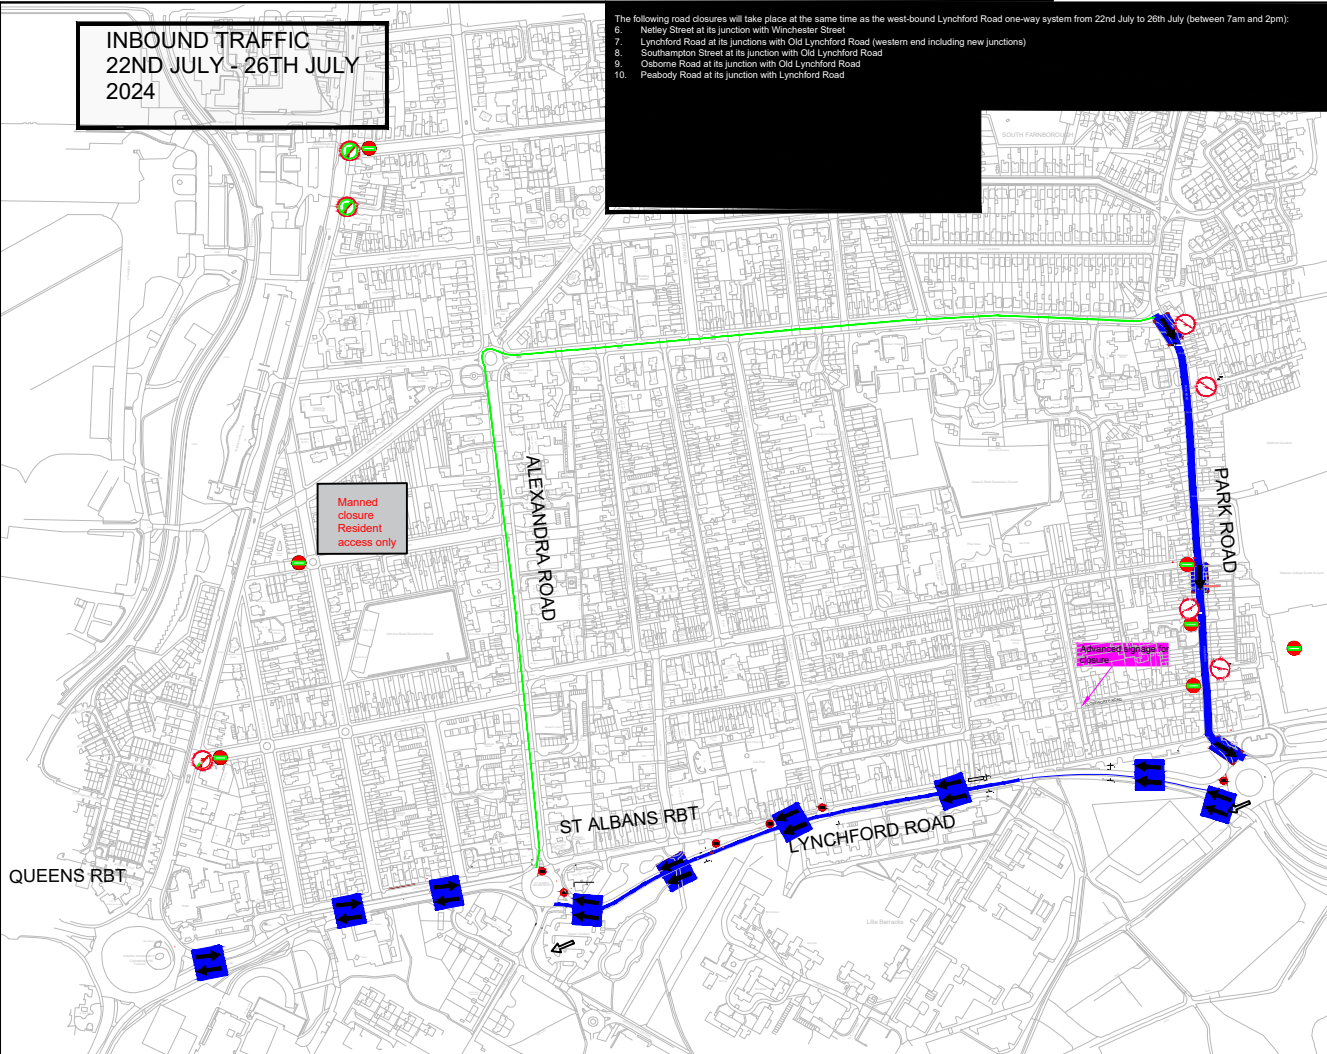 INBOUND TRAFFIC
22ND JULY - 26TH JULY
2024
The following road closures will take place at the same time as the west-bound Lynchford Road one-way system from 22nd July to 26th July (between 7am and 2pm):
6. Netley Street at its junction with Winchester Street
7. Lynchford Road at its junctions with Old Lynchford Road (western end including new junctions)
8. Southampton Street at its junction with Old Lynchford Road
9. Osborne Road at its junction with Old Lynchford Road
10. Peabody Road at its junction with Lynchford Road
SOUTH FARNBOROUGH
Manned
closure
Resident
access only
ALEXANDRA ROAD
PARK ROAD
Advanced signage for
closure
ST ALBANS RBT
LYNCHFORD ROAD
QUEENS RBT
Lille Barracks